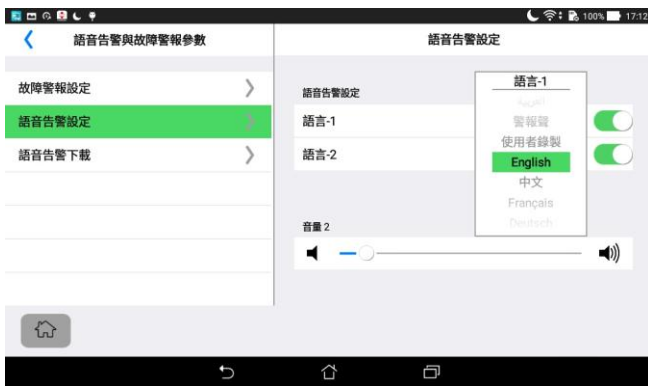 100% 17:12
語音告警與故障警報參數
語音告警設定
故障警報設定
語音告警設定
語音告警下載
語音告警設定
語言-1
語言-2
語言-1
العربية
警報聲
使用者錄製
English
中文
Français
Deutsch
音量 2